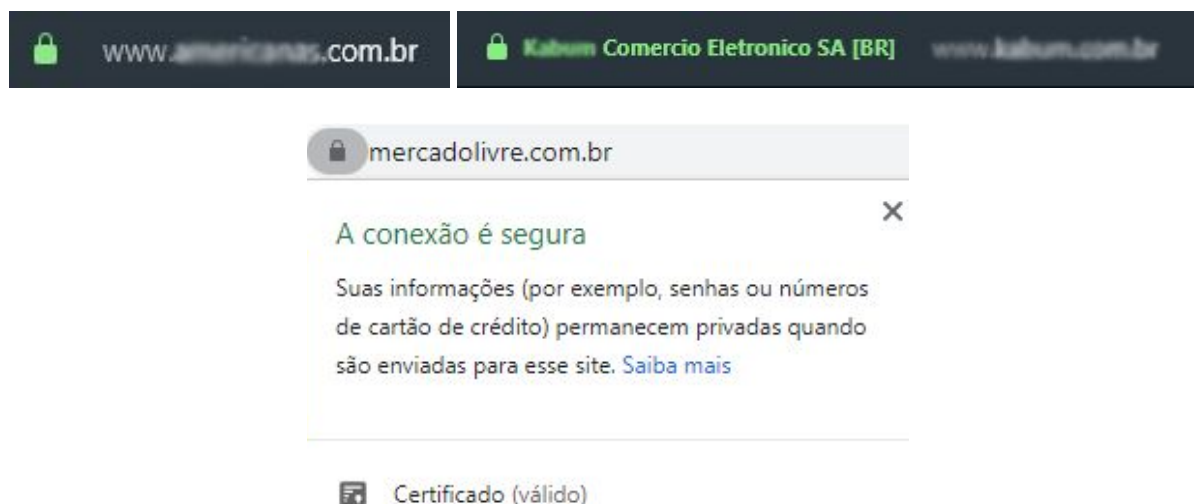 www. .com.br
Comercio Eletronico SA [BR]
mercadolivre.com.br
A conexão é segura
Suas informações (por exemplo, senhas ou números
de cartão de crédito) permanecem privadas quando
são enviadas para esse site. Saiba mais
Certificado (válido)